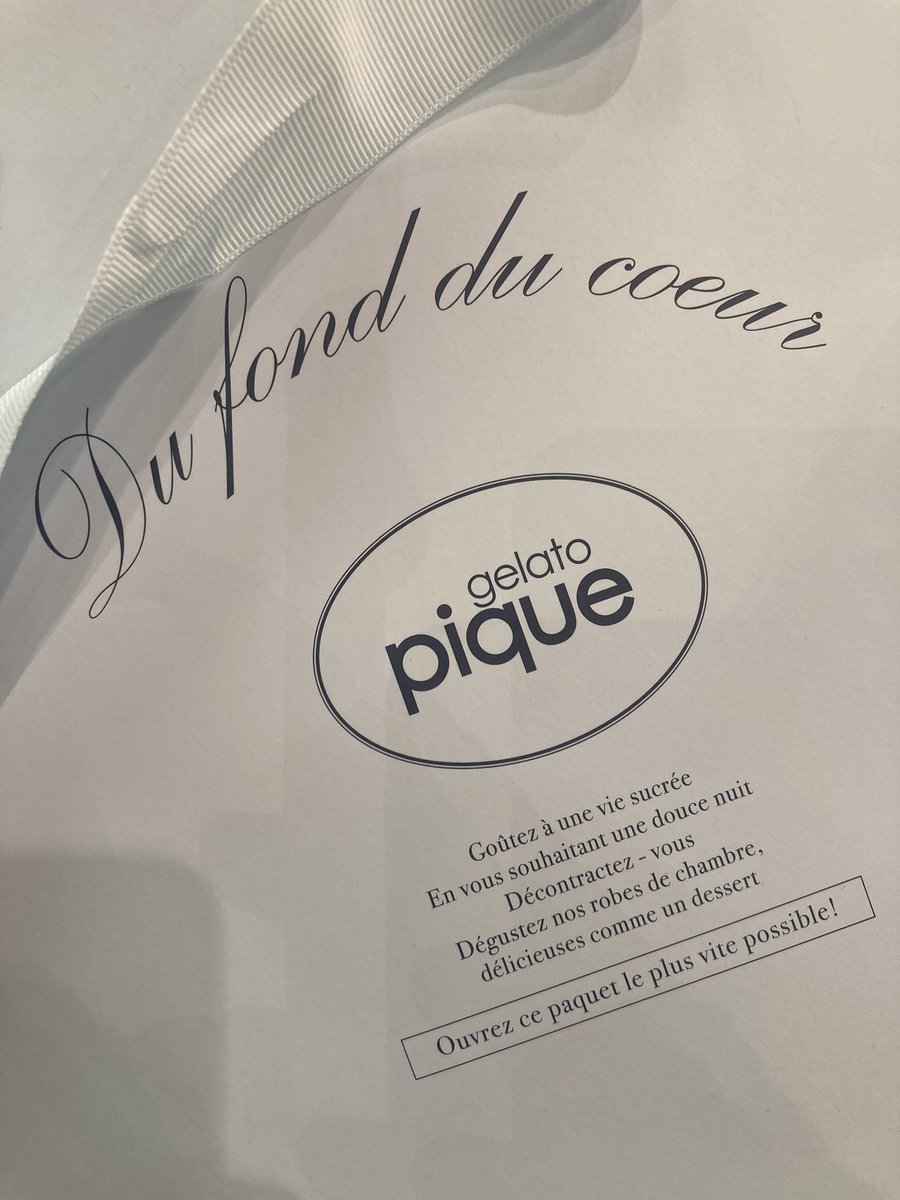 Du fond du coeur
gelato
pique
Goûtez à une vie sucrée
En vous souhaitant une douce nuit
Décontractez - vous
Dégustez nos robes de chambre,
délicieuses comme un dessert
Ouvrez ce paquet le plus vite possible!